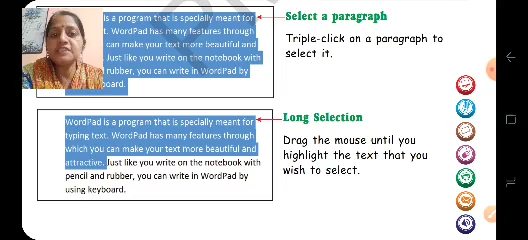 is a program that is specially meant for
t. WordPad has many features through
can make your text more beautiful and
Just like you write on the notebook with
rubber, you can write in WordPad by
board.
Select a paragraph
Triple-click on a paragraph to
select it.
WordPad is a program that is specially meant for
typing text. WordPad has many features through
which you can make your text more beautiful and
attractive. Just like you write on the notebook with
pencil and rubber, you can write in WordPad by
using keyboard.
Long Selection
Drag the mouse until you
highlight the text that you
wish to select.